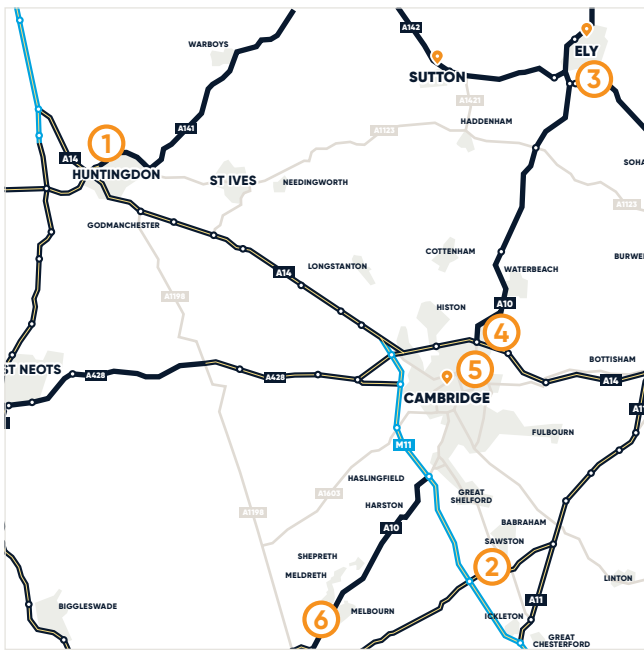 A142
ELY
WARBOYS
SUTTON
3
A1421
HADDENHAM
A141
A1123
1
A14
SOHA
HUNTINGDON
ST IVES
NEEDINGWORTH
A1123
GODMANCHESTER
COTTENHAM
BURWE
LONGSTANTON
A14
WATERBEACH
A1198
HISTON
A10
4
BOTTISHAM
ST NEOTS
A428
A428
5
A14
CAMBRIDGE
A11
FULBOURN
M11
HASLINGFIELD
A1603
GREAT
SHELFORD
HARSTON
A1198
A10
BABRAHAM
SAWSTON
SHEPRETH
2
MELDRETH
LINTON
A11
BIGGLESWADE
MELBOURN
ICKLETON
6
GREAT
CHESTERFORD